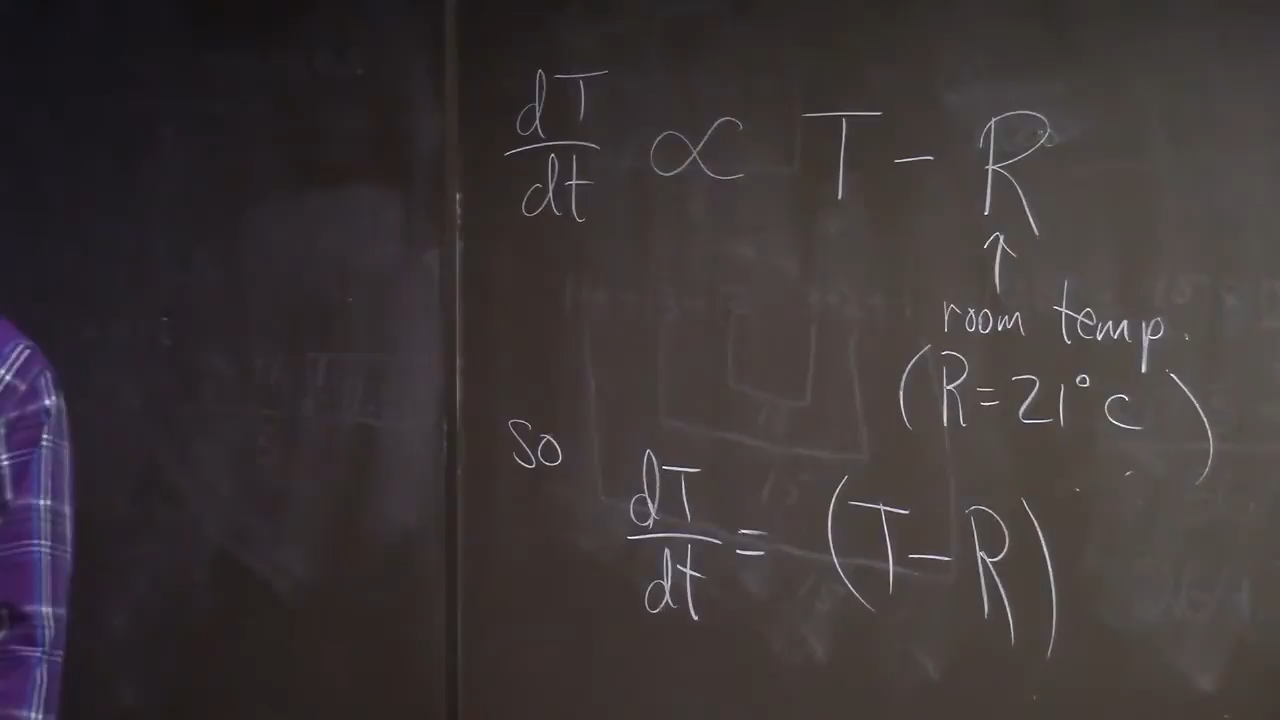 dT/dt ∝ T - R
↑
room temp.
(R = 21°C)
so
dT/dt = (T - R)